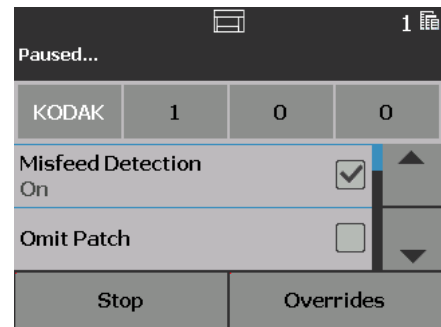 1
Paused...
KODAK 1 0 0
Misfeed Detection
On
Omit Patch
Stop Overrides